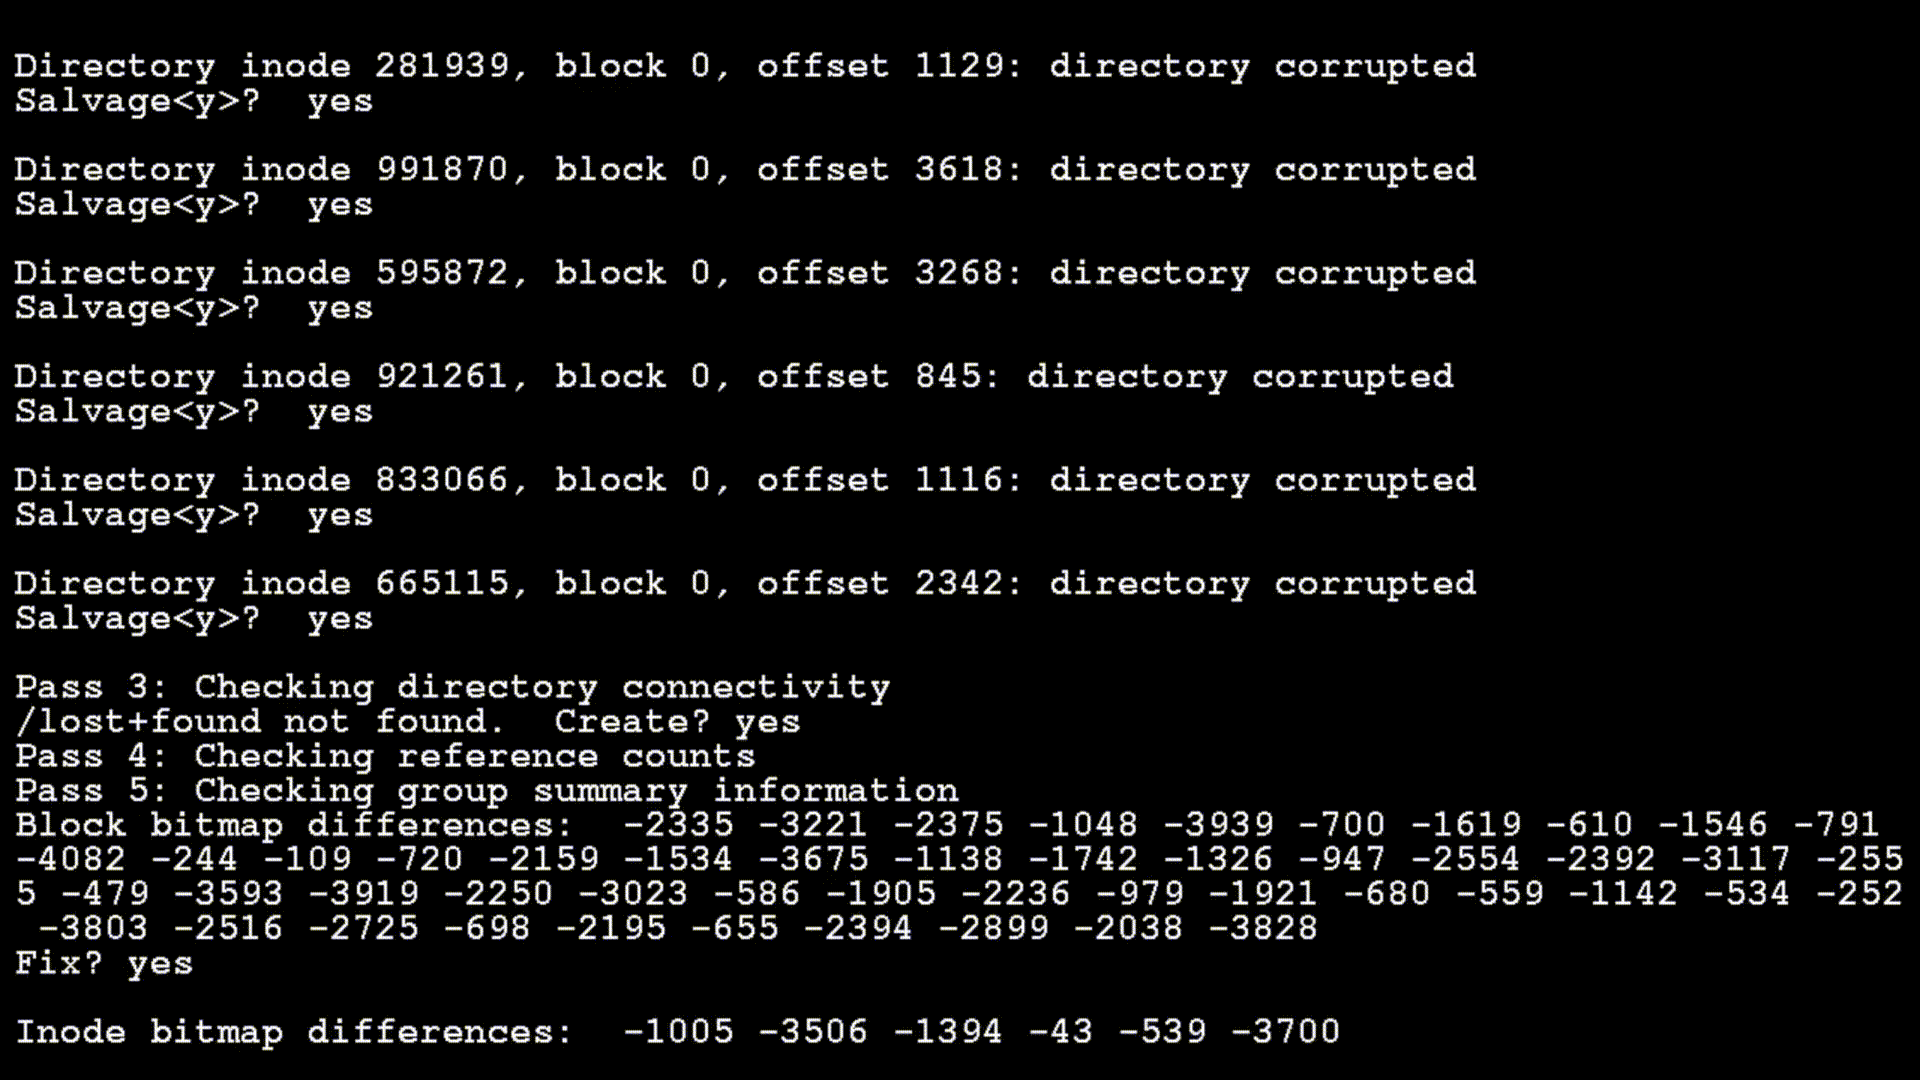 Directory inode 281939, block 0, offset 1129: directory corrupted
Salvage<y>?  yes
Directory inode 991870, block 0, offset 3618: directory corrupted
Salvage<y>?  yes
Directory inode 595872, block 0, offset 3268: directory corrupted
Salvage<y>?  yes
Directory inode 921261, block 0, offset 845: directory corrupted
Salvage<y>?  yes
Directory inode 833066, block 0, offset 1116: directory corrupted
Salvage<y>?  yes
Directory inode 665115, block 0, offset 2342: directory corrupted
Salvage<y>?  yes
Pass 3: Checking directory connectivity
/lost+found not found.  Create? yes
Pass 4: Checking reference counts
Pass 5: Checking group summary information
Block bitmap differences:  -2335 -3221 -2375 -1048 -3939 -700 -1619 -610 -1546 -791
-4082 -244 -109 -720 -2159 -1534 -3675 -1138 -1742 -1326 -947 -2554 -2392 -3117 -255
5 -479 -3593 -3919 -2250 -3023 -586 -1905 -2236 -979 -1921 -680 -559 -1142 -534 -252
-3803 -2516 -2725 -698 -2195 -655 -2394 -2899 -2038 -3828
Fix? yes
Inode bitmap differences:  -1005 -3506 -1394 -43 -539 -3700